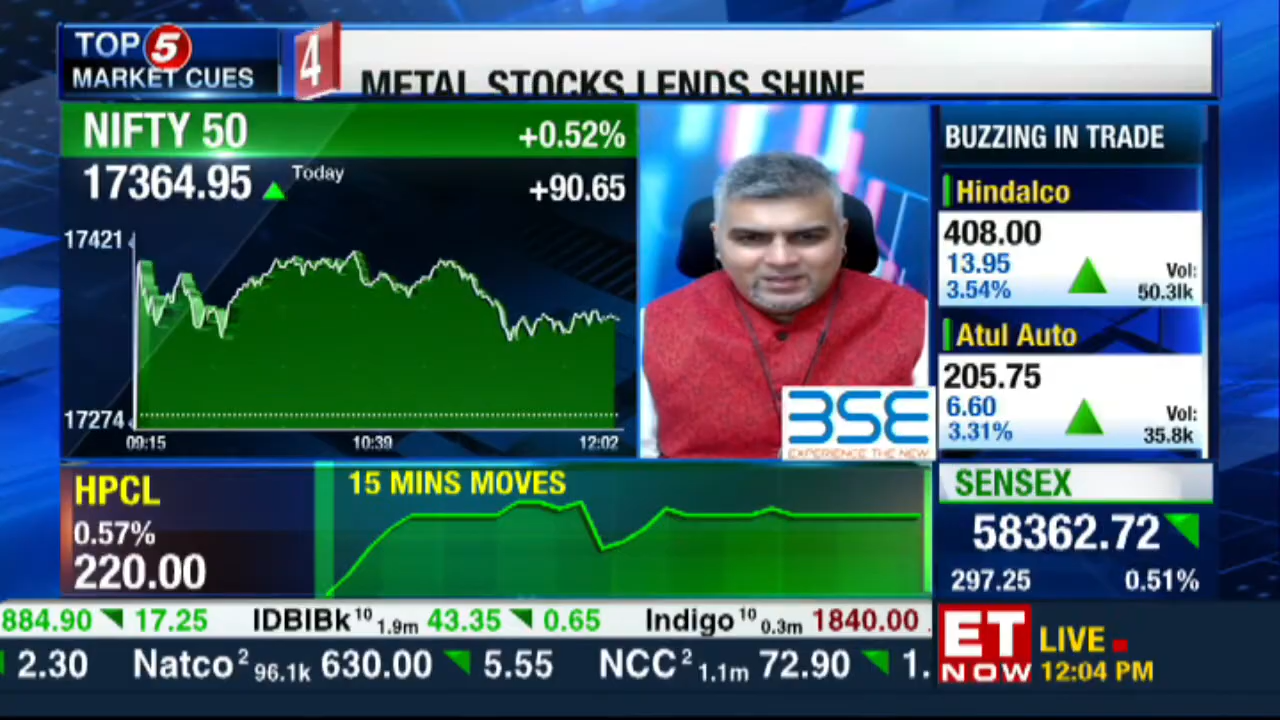 TOP 5
MARKET CUES
4
METAL STOCKS LENDS SHINE
NIFTY 50
+0.52%
17364.95
Today
+90.65
17421
17274
09:15
10:39
12:02
BSE
EXPERIENCE THE NEW
BUZZING IN TRADE
Hindalco
408.00
13.95
3.54%
Vol:
50.3lk
Atul Auto
205.75
6.60
3.31%
Vol:
35.8k
HPCL
0.57%
220.00
15 MINS MOVES
SENSEX
58362.72
297.25 0.51%
884.90 17.25 IDBIBk 10 1.9m 43.35 0.65 Indigo 10 0.3m 1840.00
2.30 Natco 2 96.1k 630.00 5.55 NCC 2 1.1m 72.90 1.
ET
NOW
LIVE
12:04 PM